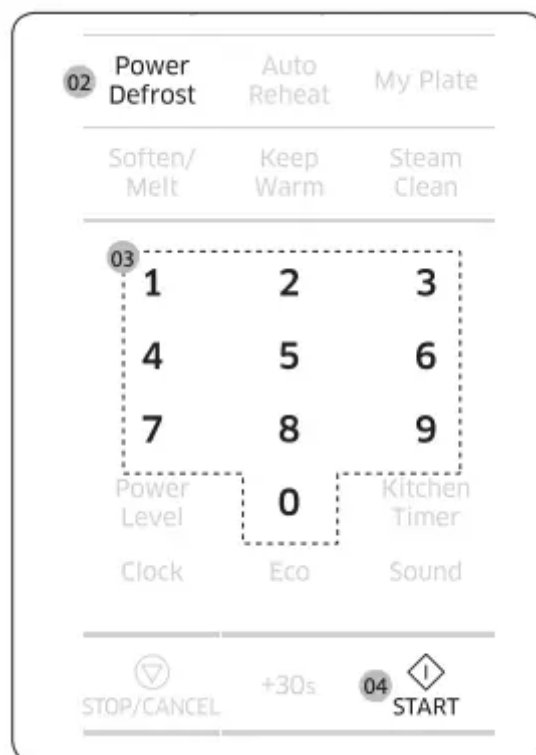 02 Power Defrost
Auto Reheat
My Plate
Soften/ Melt
Keep Warm
Steam Clean
03
1 2 3
4 5 6
7 8 9
Power Level
0
Kitchen Timer
Clock Eco Sound
STOP/CANCEL
+30s
04 START